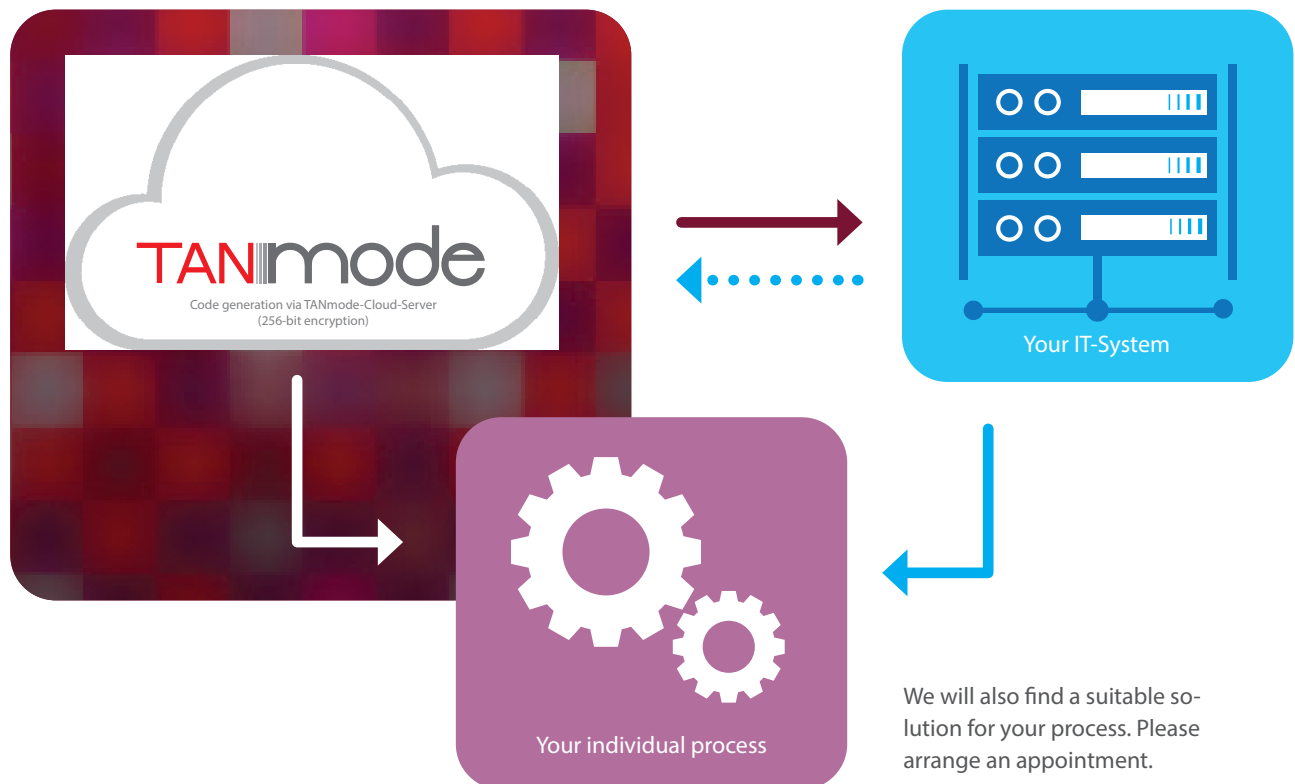 TANmode
Code generation via TANmode-Cloud-Server
(256-bit encryption)
Your IT-System
Your individual process
We will also find a suitable so-
lution for your process. Please
arrange an appointment.